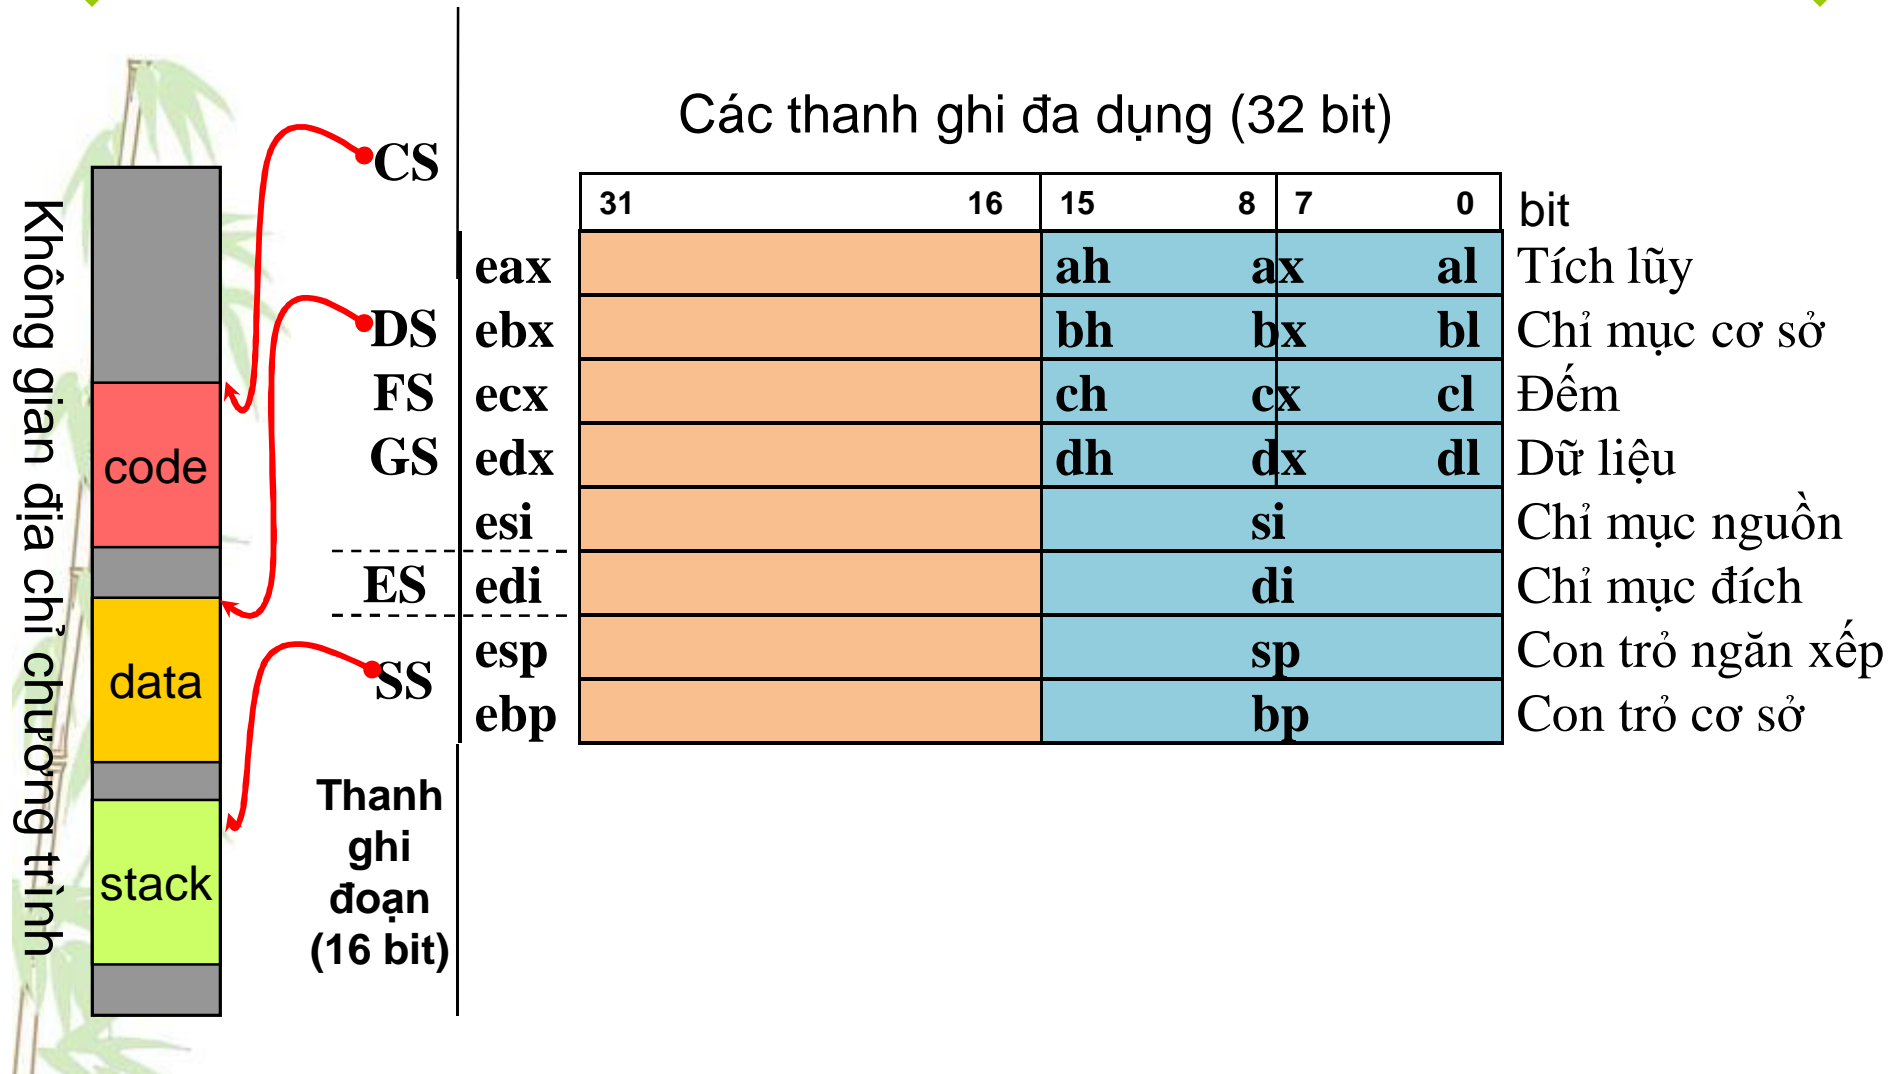 Các thanh ghi đa dụng (32 bit)
Không gian địa chỉ chương trình
code
data
stack
CS
DS
FS
GS
ES
SS
Thanh
ghi
đoạn
(16 bit)
31 16 15 8 7 0 bit
eax ah ax al Tích lũy
ebx bh bx bl Chỉ mục cơ sở
ecx ch cx cl Đếm
edx dh dx dl Dữ liệu
esi si Chỉ mục nguồn
edi di Chỉ mục đích
esp sp Con trỏ ngăn xếp
ebp bp Con trỏ cơ sở